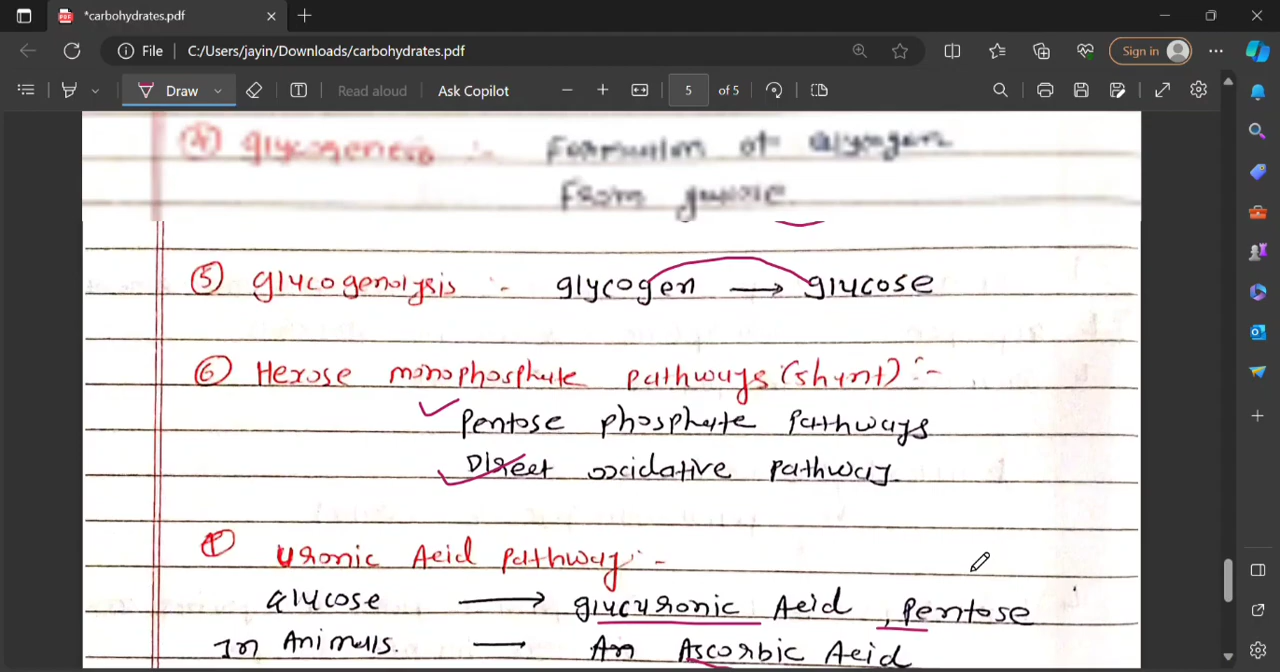 *carbohydrates.pdf
File C:/Users/jayin/Downloads/carbohydrates.pdf
Sign in
Draw
Read aloud
Ask Copilot
5 of 5
(4) glycogenesis :- Formation of Glycogen
From glucose
(5) glycogenolysis :- glycogen → glucose
(6) Hexose monophosphate pathways (shunt) :-
Pentose phosphate pathways
Direct oxidative pathway
Uronic Acid pathway :-
glucose → glucuronic Acid, Pentose
In Animals. → An Ascorbic Acid